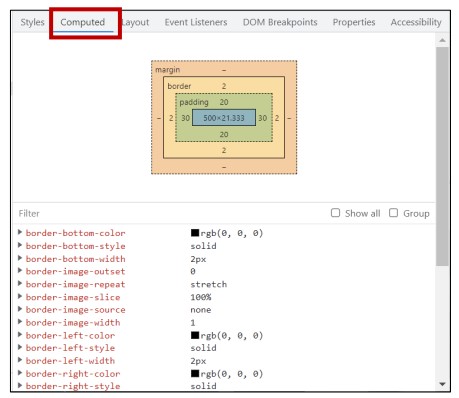 Styles Computed Layout Event Listeners DOM Breakpoints Properties Accessibility
margin –
border 2
padding 20
– 2 30 500×21.333 30 2 –
20
2
–
Filter Show all Group
border-bottom-color rgb(0, 0, 0)
border-bottom-style solid
border-bottom-width 2px
border-image-outset 0
border-image-repeat stretch
border-image-slice 100%
border-image-source none
border-image-width 1
border-left-color rgb(0, 0, 0)
border-left-style solid
border-left-width 2px
border-right-color rgb(0, 0, 0)
border-right-style solid